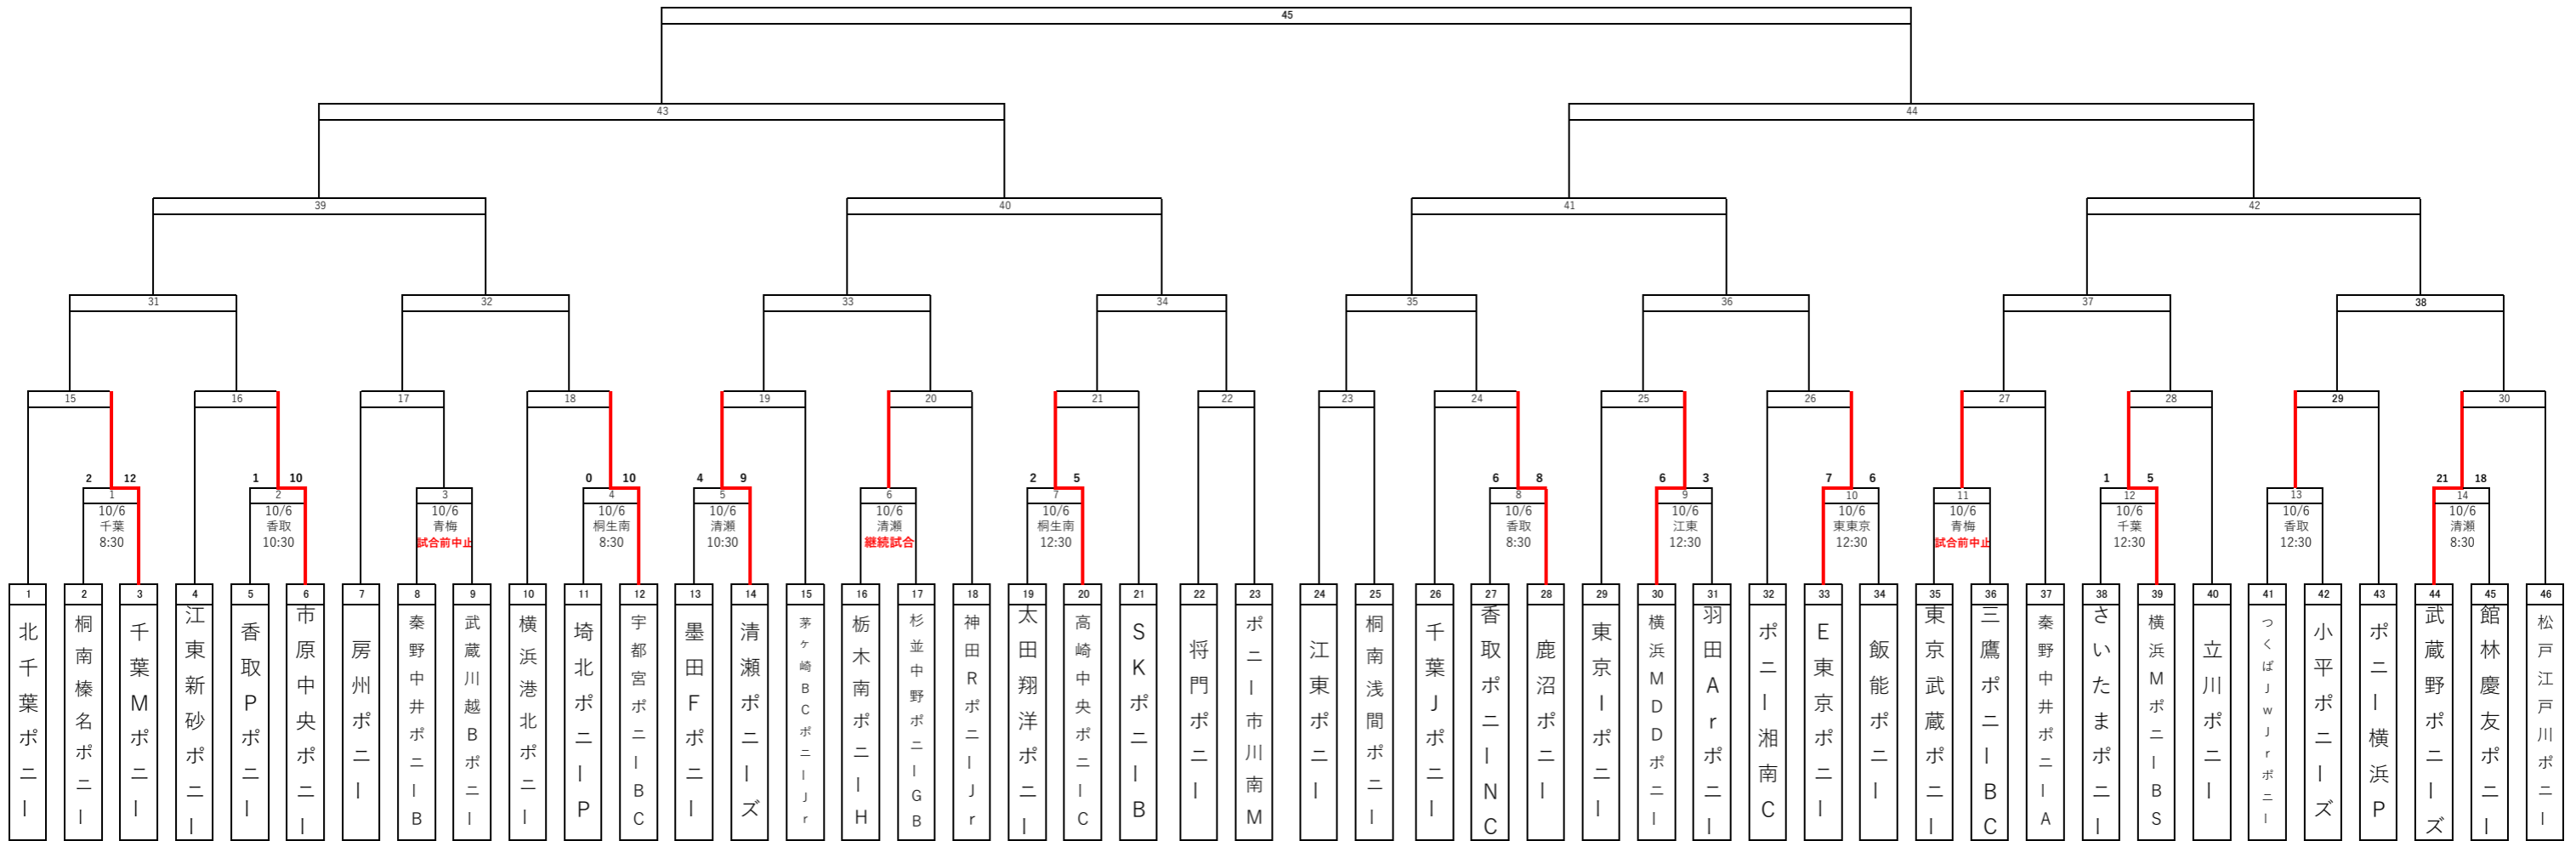 45
43 44
39 40 41 42
31 32 33 34 35 36 37 38
15 16 17 18 19 20 21 22 23 24 25 26 27 28 29 30
2 12 1 10 0 10 4 9 2 5 6 8 6 3 7 6 1 5 21 18
1 2 3 4 5 6 7 8 9 10 11 12 13 14
10/6 10/6 10/6 10/6 10/6 10/6 10/6 10/6 10/6 10/6 10/6 10/6 10/6 10/6
千葉 香取 青梅 桐生南 清瀬 清瀬 桐生南 香取 江東 東東京 青梅 千葉 香取 清瀬
8:30 10:30 試合前中止 8:30 10:30 継続試合 12:30 8:30 12:30 12:30 試合前中止 12:30 12:30 8:30
1 2 3 4 5 6 7 8 9 10 11 12 13 14 15 16 17 18 19 20 21 22 23 24 25 26 27 28 29 30 31 32 33 34 35 36 37 38 39 40 41 42 43 44 45 46
北千葉ポニー
桐南榛名ポニー
千葉Mポニー
江東新砂ポニー
香取Pポニー
市原中央ポニー
房州ポニー
秦野中井ポニーB
武蔵川越Bポニー
横浜港北ポニー
埼北ポニーP
宇都宮ポニーBC
墨田Fポニー
清瀬ポニーズ
茅ヶ崎BCポニーJr
栃木南ポニーH
杉並中野ポニーGB
神田RポニーJr
太田翔洋ポニー
高崎中央ポニーC
SKポニーB
将門ポニー
ポニー市川南M
江東ポニー
桐南浅間ポニー
千葉Jポニー
香取ポニーNC
鹿沼ポニー
東京Iポニー
横浜MDDポニー
羽田Arポニー
ポニー湘南C
E東京ポニー
飯能ポニー
東京武蔵ポニー
三鷹ポニーBC
秦野中井ポニーA
さいたまポニー
横浜MポニーBS
立川ポニー
つくばJwJrポニー
小平ポニーズ
ポニー横浜P
武蔵野ポニーズ
館林慶友ポニー
松戸江戸川ポニー